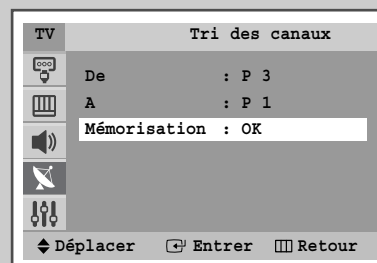 TV Tri des canaux
De : P 3
A : P 1
Mémorisation : OK
Déplacer Entrer Retour